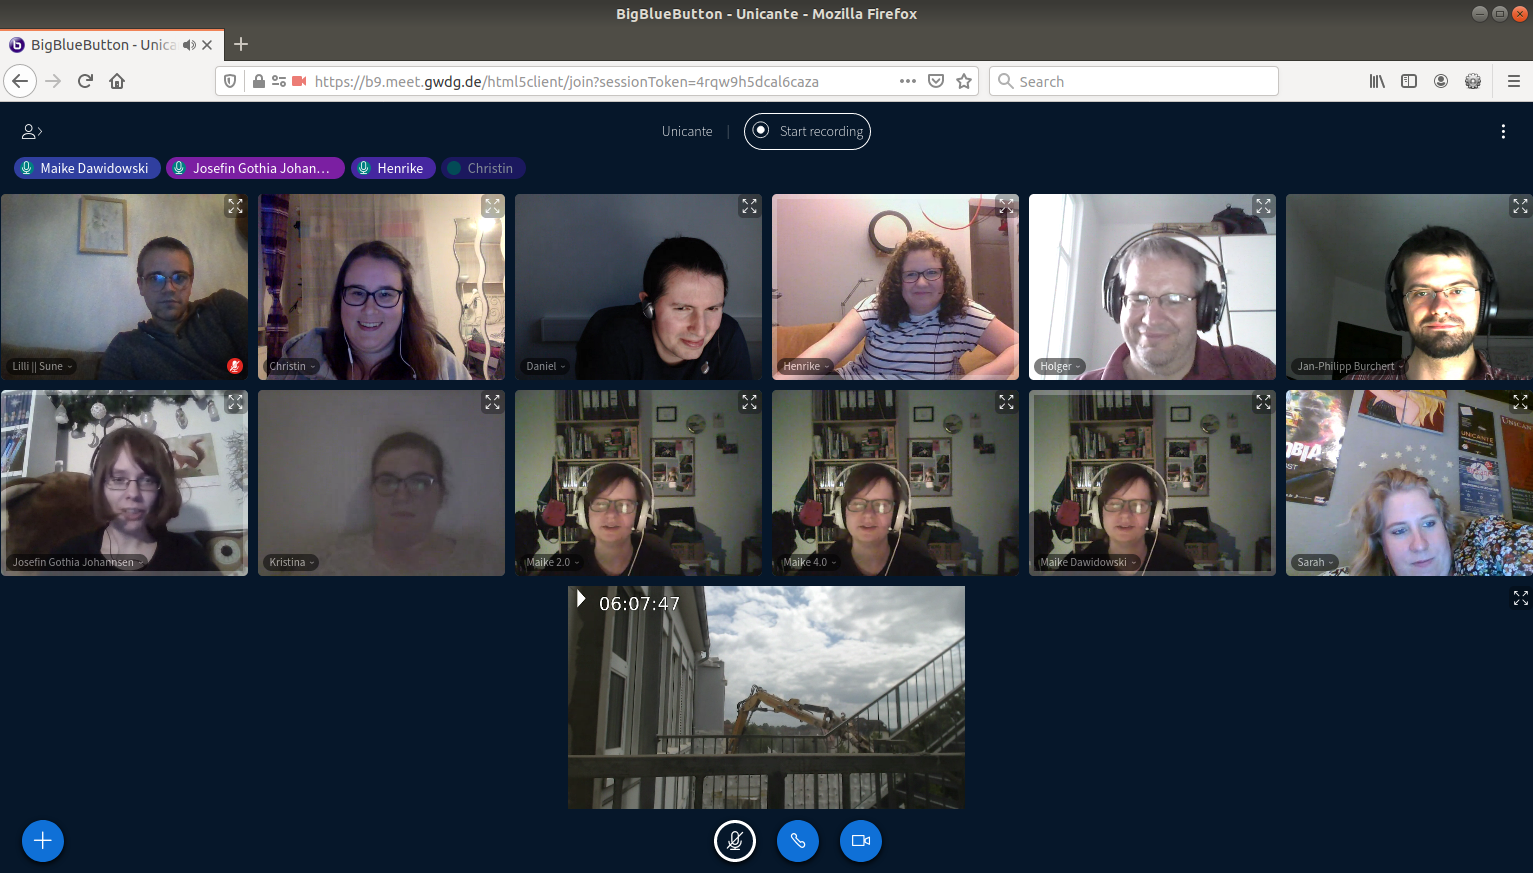 BigBlueButton - Unicante - Mozilla Firefox
BigBlueButton - Unica
https://b9.meet.gwdg.de/html5client/join?sessionToken=4rqw9h5dcal6caza
Search
Unicante | Start recording
Maike Dawidowski
Josefin Gothia Johan…
Henrike
Christin
Lilli || Sune
Christin
Daniel
Henrike
Holger
Jan-Philipp Burchert
UNICANTE
Josefin Gothia Johannsen
Kristina
Maike 2.0
Maike 4.0
Maike Dawidowski
Sarah
06:07:47